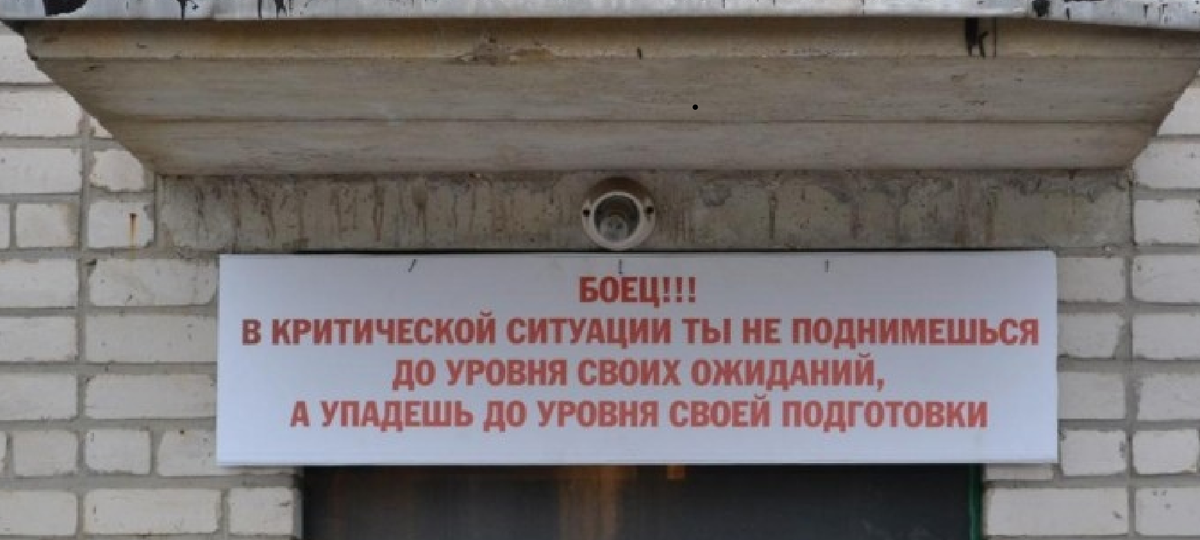 БОЕЦ!!!
В КРИТИЧЕСКОЙ СИТУАЦИИ ТЫ НЕ ПОДНИМЕШЬСЯ
ДО УРОВНЯ СВОИХ ОЖИДАНИЙ,
А УПАДЕШЬ ДО УРОВНЯ СВОЕЙ ПОДГОТОВКИ